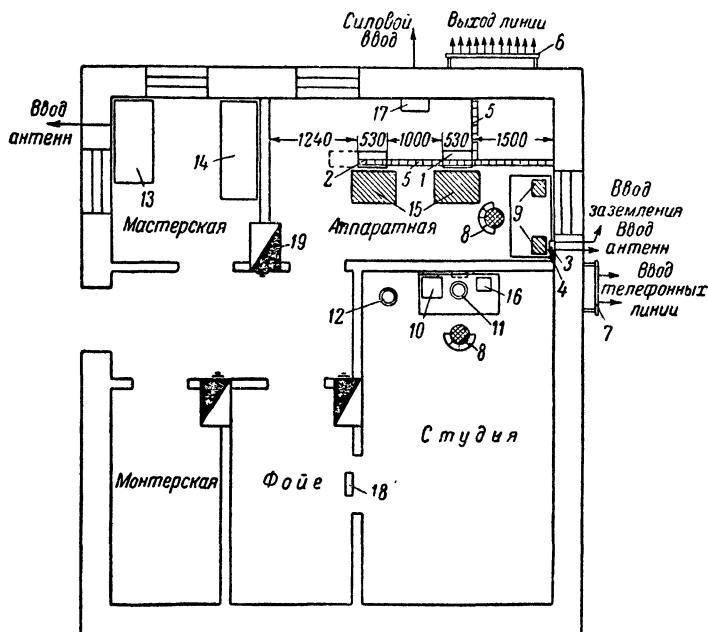 Силовой
ввод
Выход линии
6
Ввод
антенн
17
5
1240 530 1000 530 1500
13
14
2
5
1
15
9
Мастерская
Аппаратная
8
19
Ввод
заземления
Ввод
антенн
3
4
Ввод
телефонных
линии
7
12
10
11
16
8
Студия
Монтерская
Фойе
18